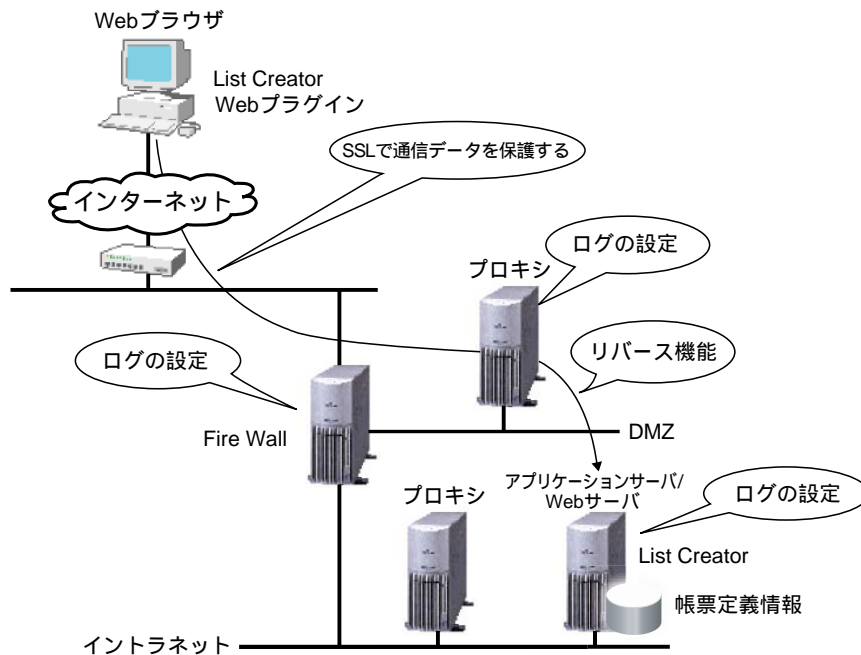 Webブラウザ
List Creator
Webプラグイン
SSLで通信データを保護する
インターネット
ログの設定
プロキシ
ログの設定
リバース機能
Fire Wall
DMZ
アプリケーションサーバ/
Webサーバ
プロキシ
ログの設定
List Creator
帳票定義情報
イントラネット